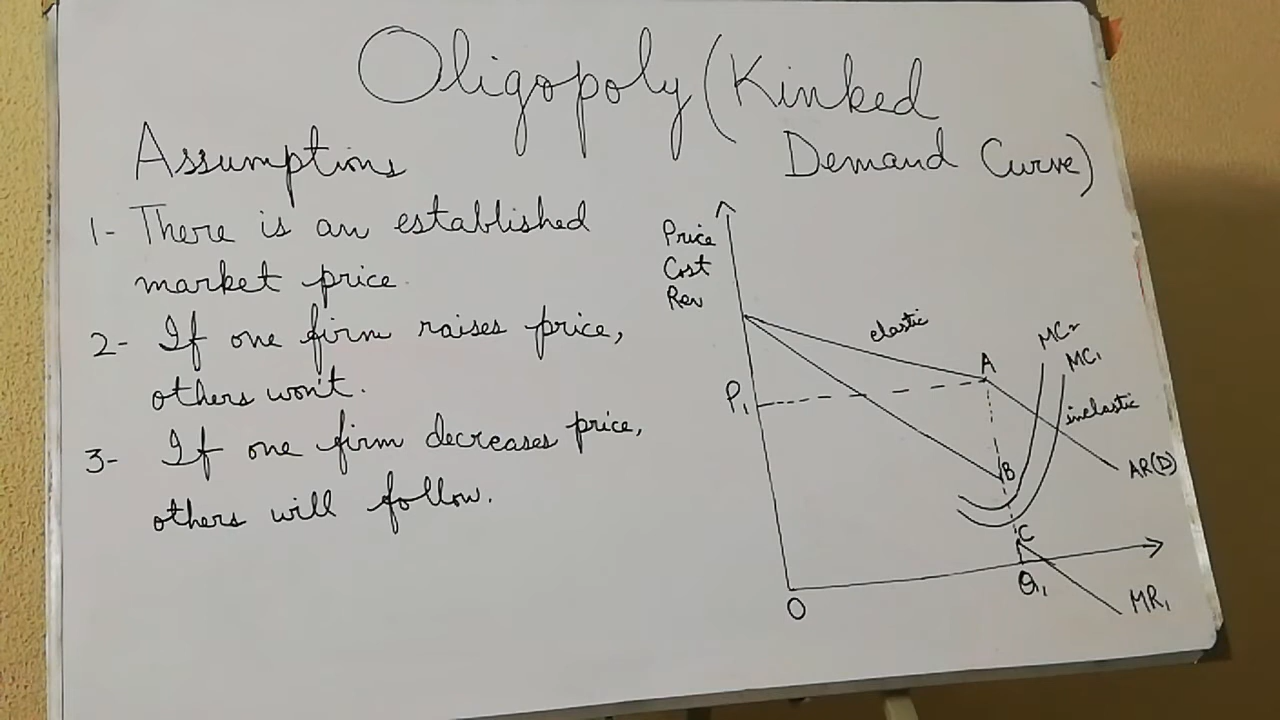 Oligopoly (Kinked
Demand Curve)
Assumptions
1- There is an established
market price.
2- If one firm raises price,
others won't.
3- If one firm decreases price,
others will follow.
Price
Cost
Rev
elastic
MC2
MC1
A
P1
inelastic
B
AR(D)
C
O
Q1
MR1